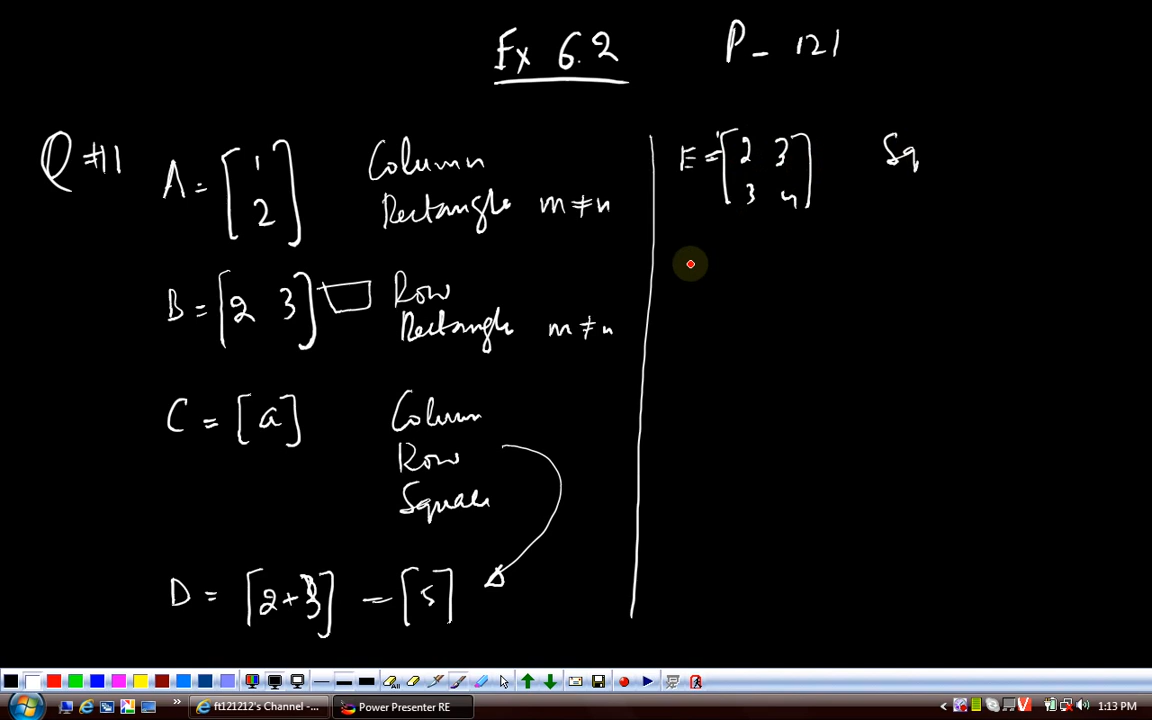 Ex 6.2 P - 121
Q #1
A = [1
2]
Column
Rectangle m ≠ n
B = [2 3]
Row
Rectangle m ≠ n
C = [a]
Column
Row
Square
D = [2+3] = [5]
E = [2 3
3 4]
Sq
ft121212's Channel -...
Power Presenter RE
1:13 PM